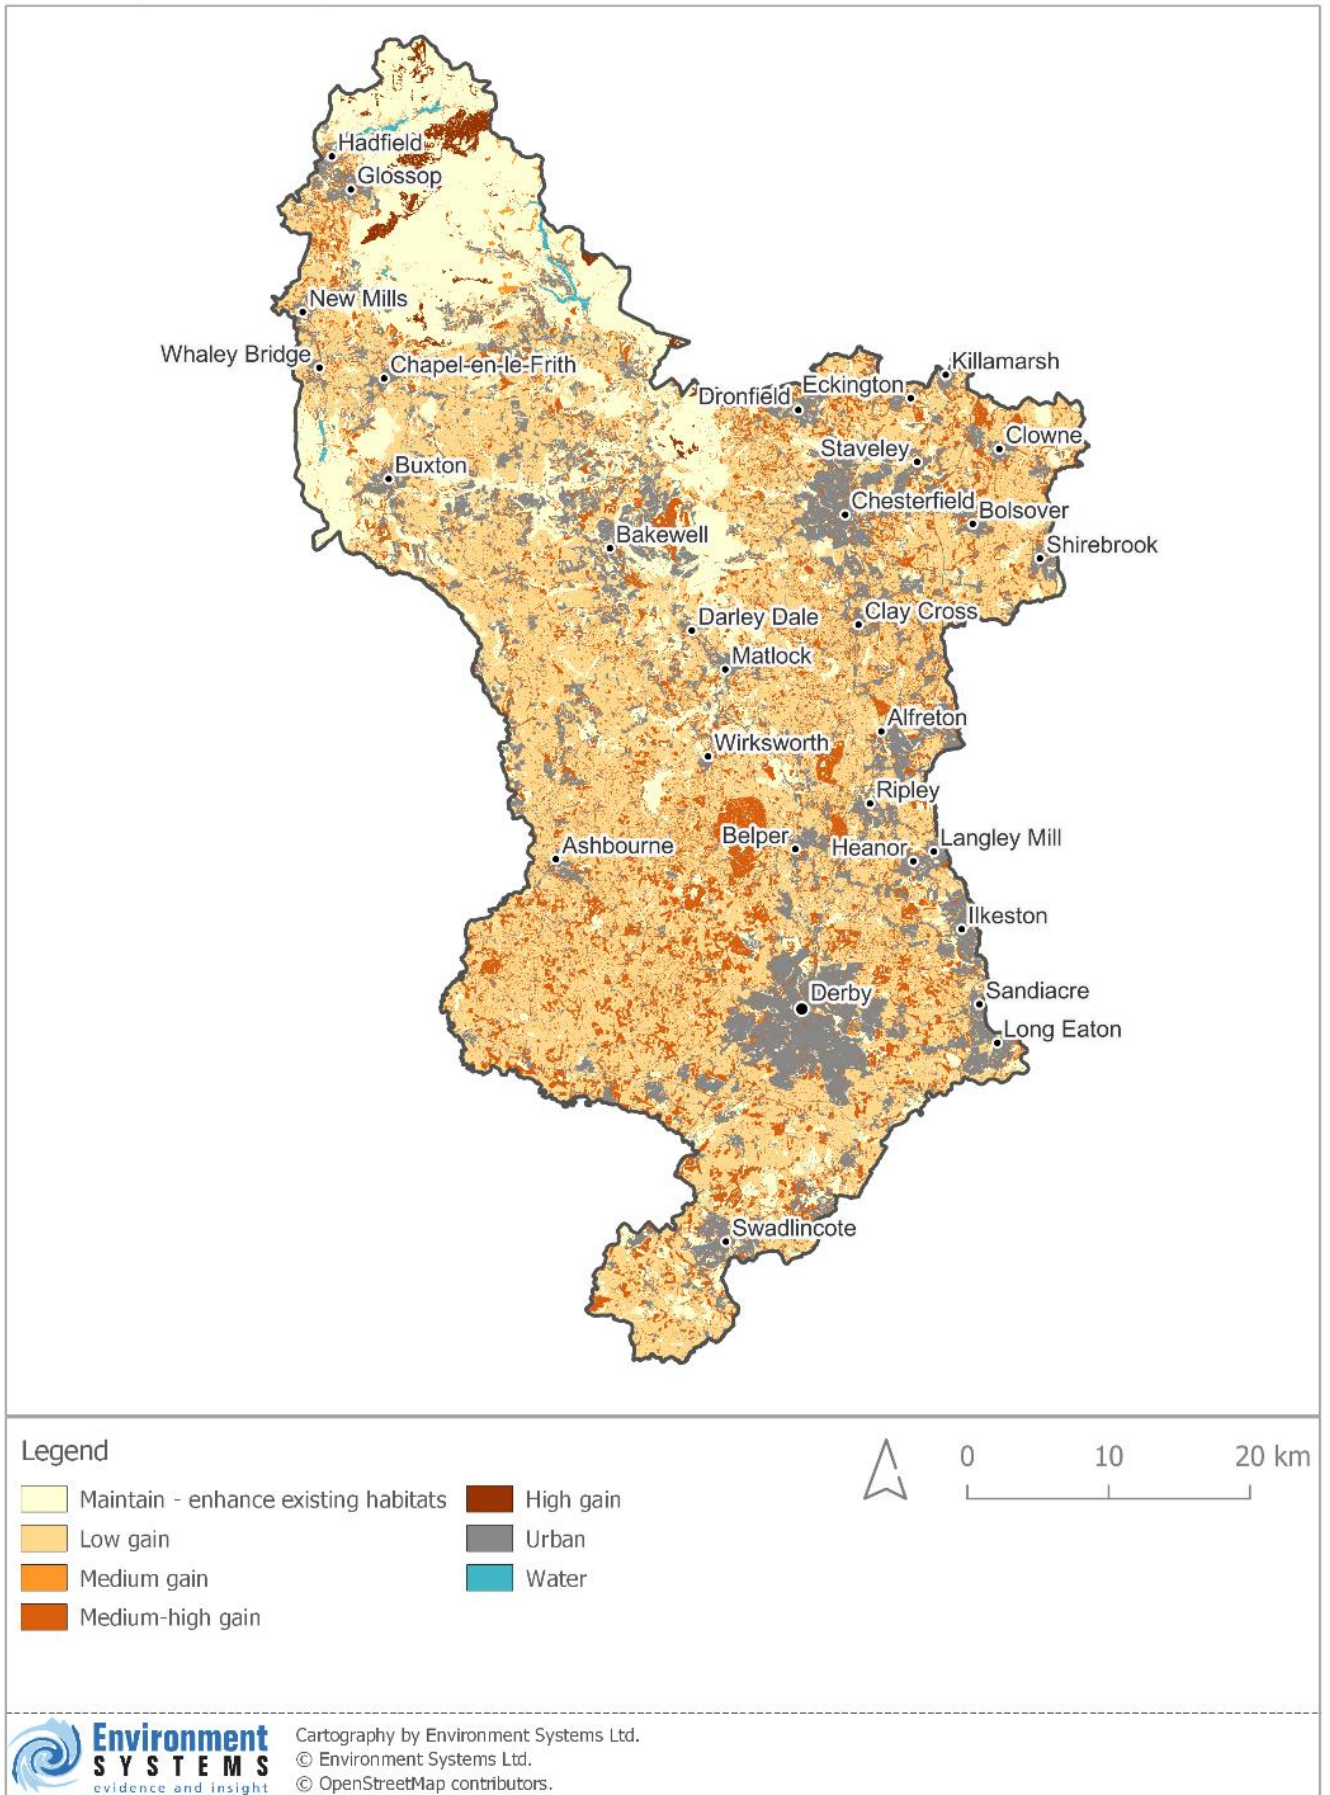 Hadfield
Glossop
New Mills
Whaley Bridge
Chapel-en-le-Frith
Killamarsh
Eckington
Dronfield
Clowne
Staveley
Buxton
Chesterfield
Bolsover
Bakewell
Shirebrook
Darley Dale
Clay Cross
Matlock
Alfreton
Wirksworth
Ripley
Belper
Langley Mill
Heanor
Ashbourne
Ilkeston
Sandiacre
Derby
Long Eaton
Swadlincote
Legend
0 10 20 km
Maintain - enhance existing habitats
High gain
Low gain
Urban
Medium gain
Water
Medium-high gain
Environment
SYSTEMS
evidence and insight
Cartography by Environment Systems Ltd.
© Environment Systems Ltd.
© OpenStreetMap contributors.